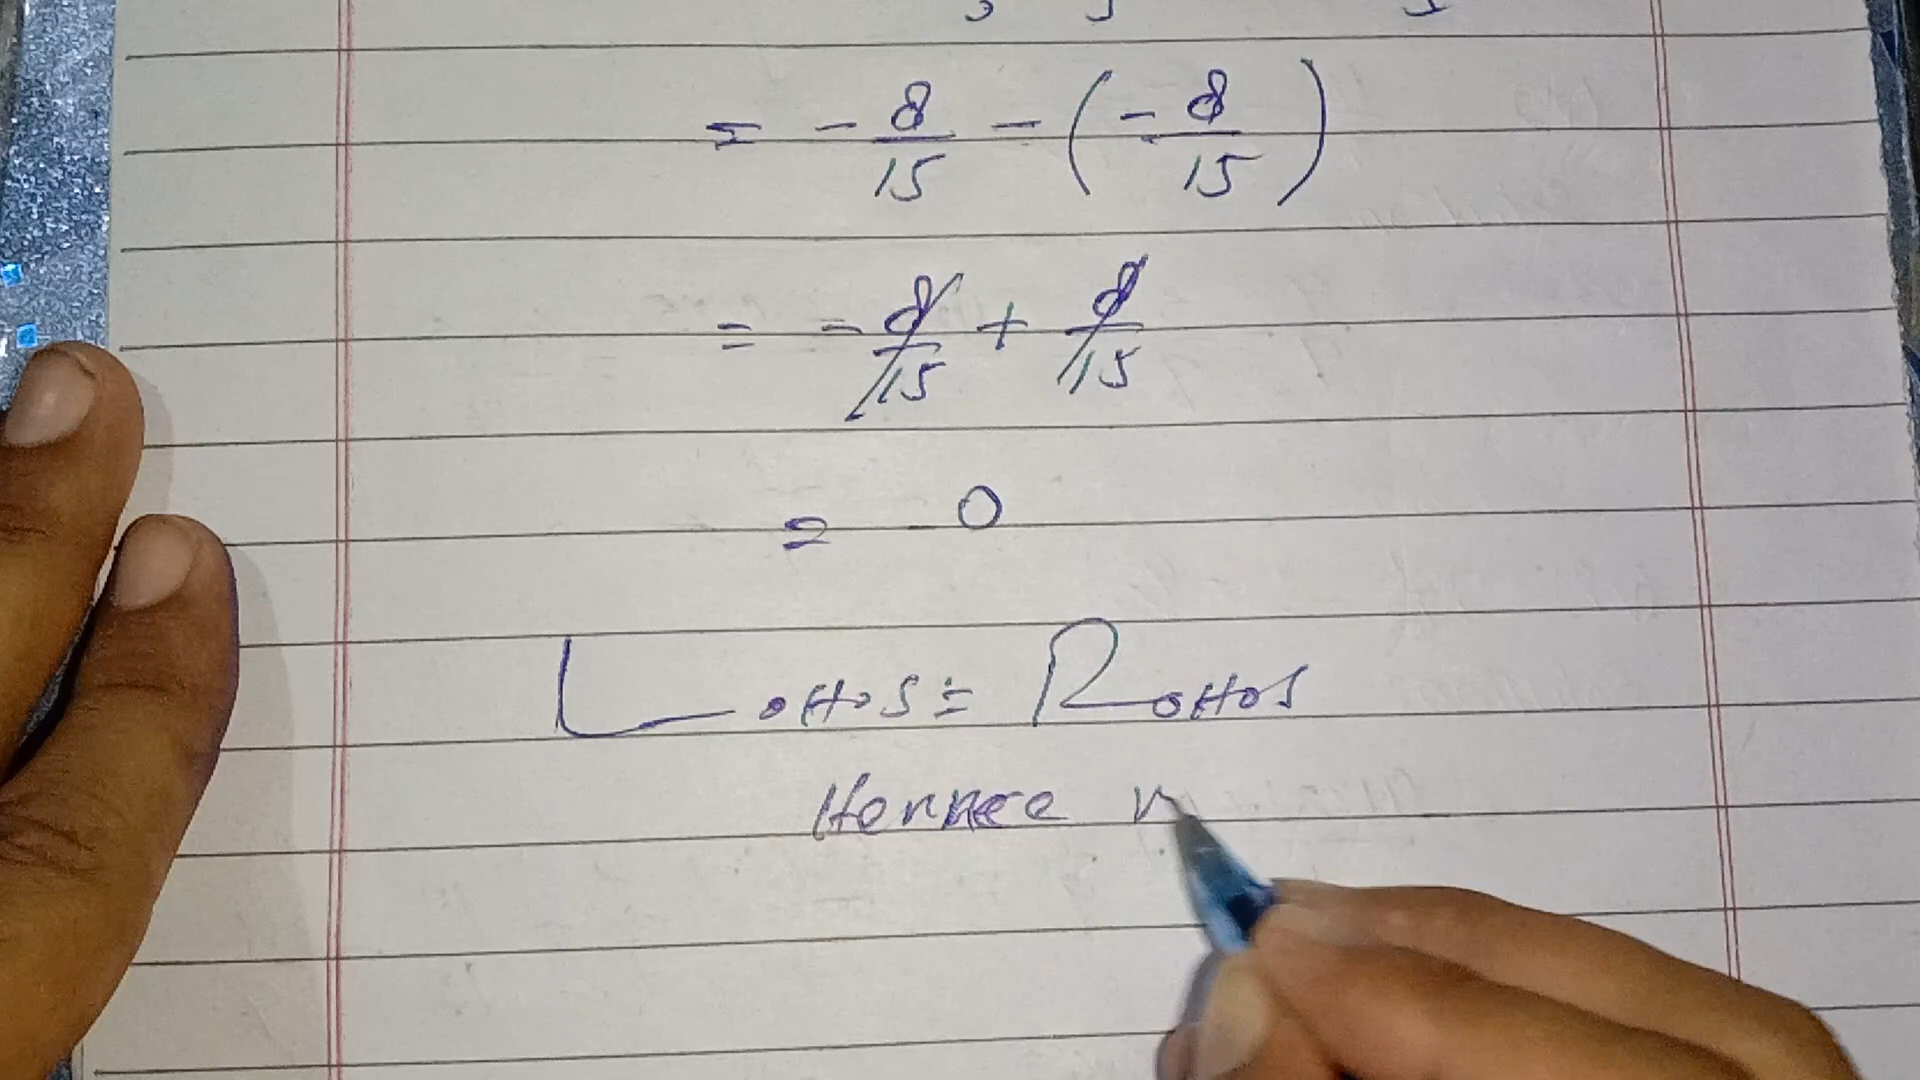 = - 8/15 - (- 8/15)
= - 8/15 + 8/15
= 0
L.H.S = R.H.S
Hence